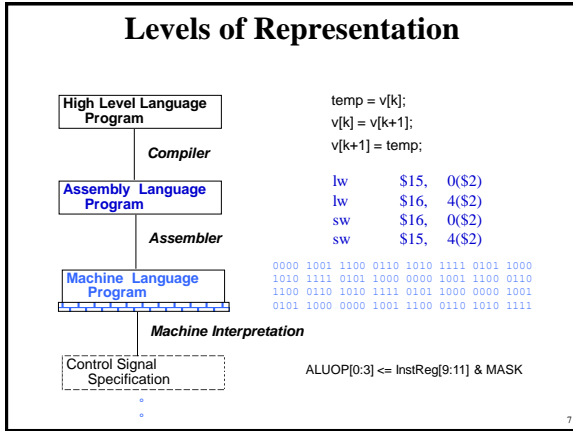 Levels of Representation
High Level Language
Program
temp = v[k];
v[k] = v[k+1];
v[k+1] = temp;
Compiler
Assembly Language
Program
lw $15, 0($2)
lw $16, 4($2)
sw $16, 0($2)
sw $15, 4($2)
Assembler
Machine Language
Program
0000 1001 1100 0110 1010 1111 0101 1000
1010 1111 0101 1000 0000 1001 1100 0110
1100 0110 1010 1111 0101 1000 0000 1001
0101 1000 0000 1001 1100 0110 1010 1111
Machine Interpretation
Control Signal
Specification
ALUOP[0:3] <= InstReg[9:11] & MASK
7